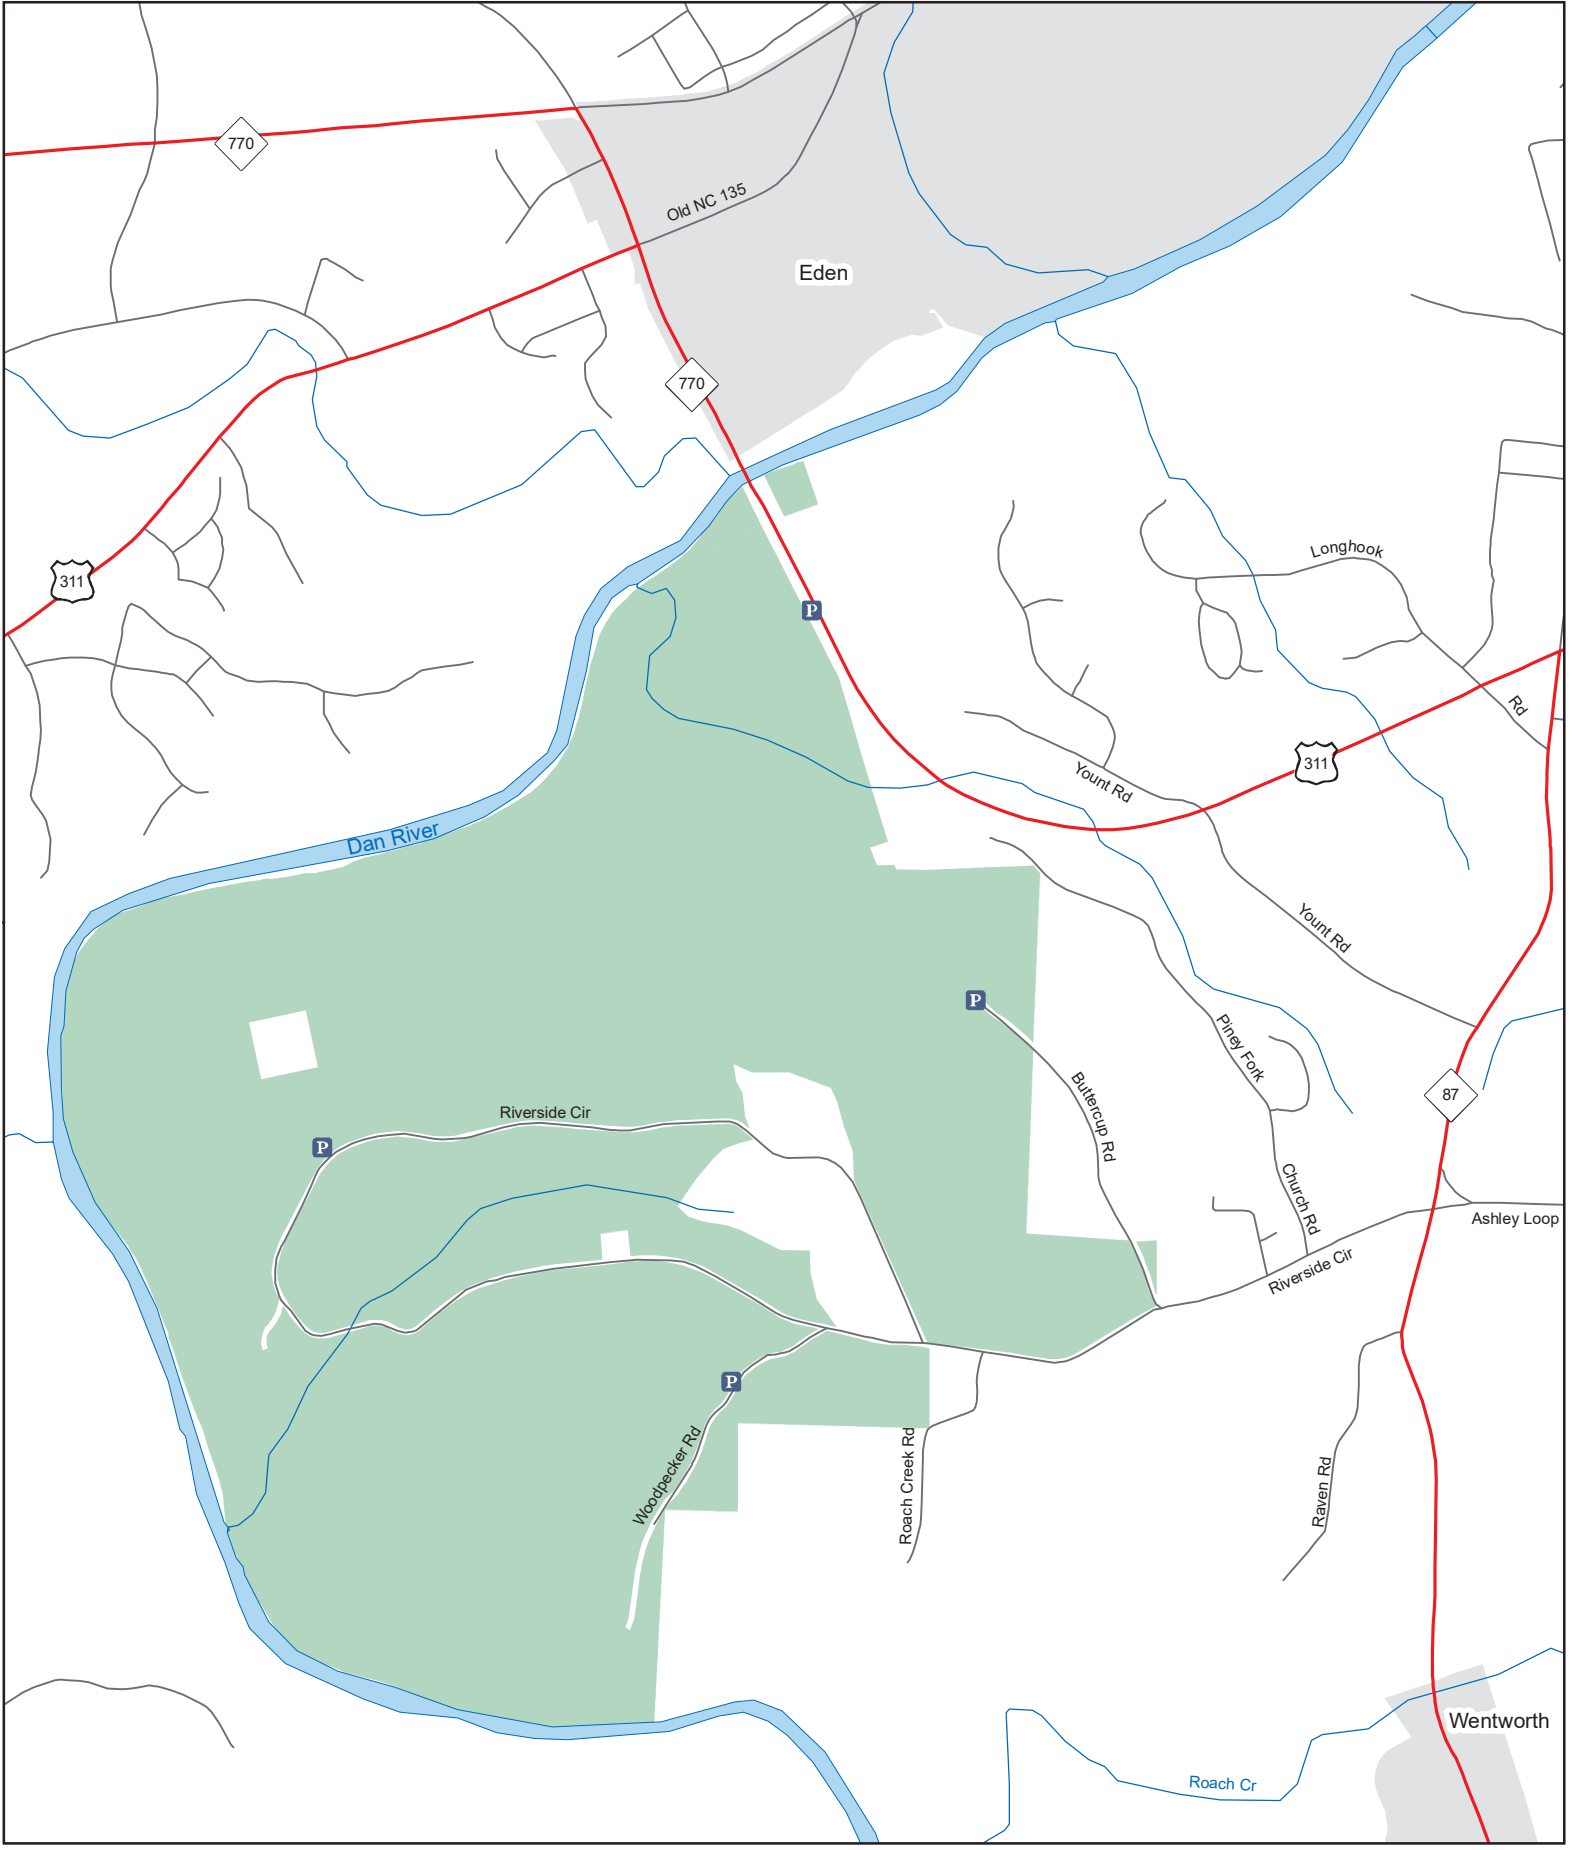 770
Old NC 135
Eden
770
Longhook
311
Rd
311
Yount Rd
Dan River
P
Yount Rd
P
Piney Fork
Buttercup Rd
87
Riverside Cir
P
Church Rd
Ashley Loop
Riverside Cir
P
Woodpecker Rd
Roach Creek Rd
Raven Rd
Wentworth
Roach Cr